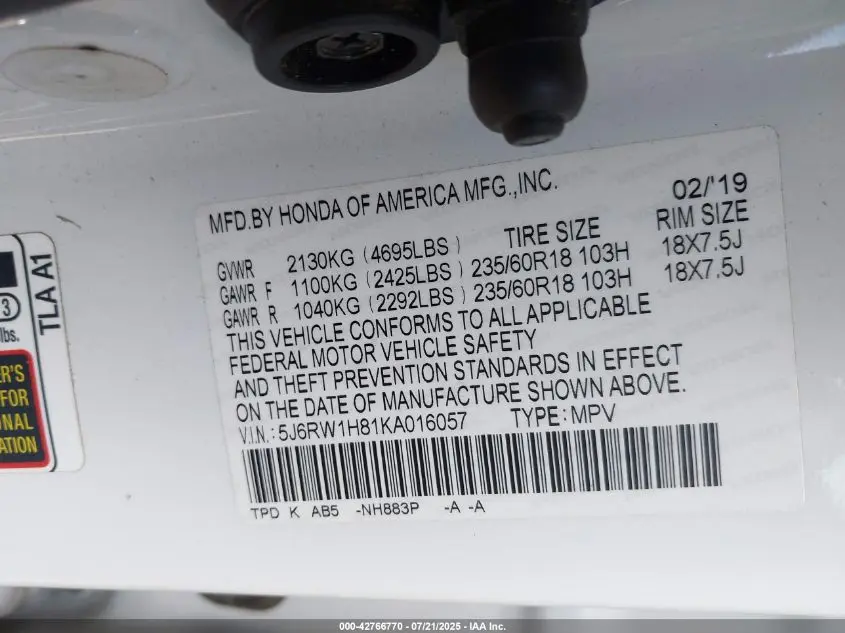 MFD.BY HONDA OF AMERICA MFG.,INC. 02/'19
GVWR 2130KG (4695LBS) TIRE SIZE RIM SIZE
GAWR F 1100KG (2425LBS) 235/60R18 103H 18X7.5J
GAWR R 1040KG (2292LBS) 235/60R18 103H 18X7.5J
THIS VEHICLE CONFORMS TO ALL APPLICABLE
FEDERAL MOTOR VEHICLE SAFETY
AND THEFT PREVENTION STANDARDS IN EFFECT
ON THE DATE OF MANUFACTURE SHOWN ABOVE.
V.I.N.:5J6RW1H81KA016057 TYPE:MPV
TPD K AB5 -NH883P -A -A
TLA A1
3
lbs.
ER'S
FOR
ONAL
ATION
000-42766770 - 07/21/2025 - IAA Inc.